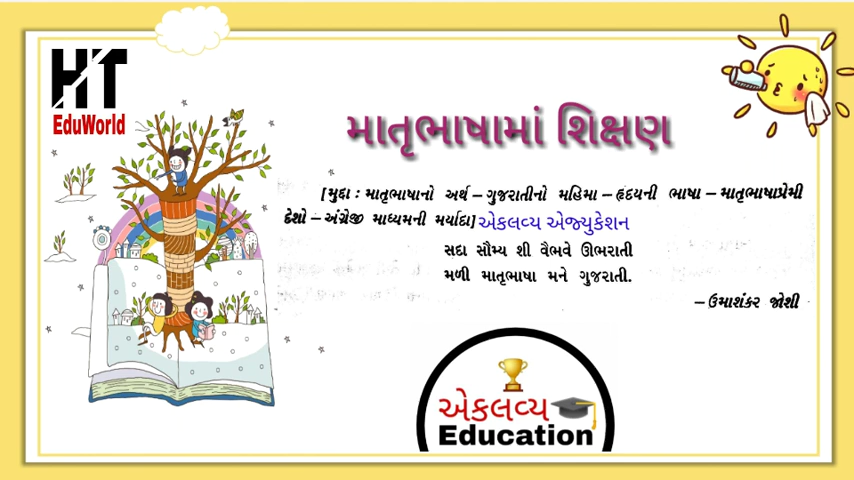 HT
EduWorld
માતૃભાષામાં શિક્ષણ
[મુદ્દા : માતૃભાષાનો અર્થ – ગુજરાતીનો મહિમા – હૃદયની ભાષા – માતૃભાષાપ્રેમી
દેશો – અંગ્રેજી માધ્યમની મર્યાદા] એકલવ્ય એજ્યુકેશન
સદા સૌમ્ય શી વૈભવે ઊભરાતી
મળી માતૃભાષા મને ગુજરાતી.
– ઉમાશંકર જોશી
એકલવ્ય
Education